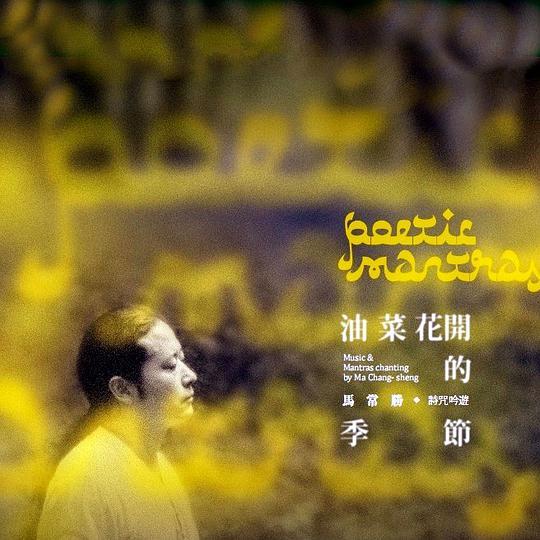 poetic
mantras
油菜花開
的
Music &
Mantras chanting
by Ma Chang- sheng
馬常勝 ◆ 詩咒吟遊
季節